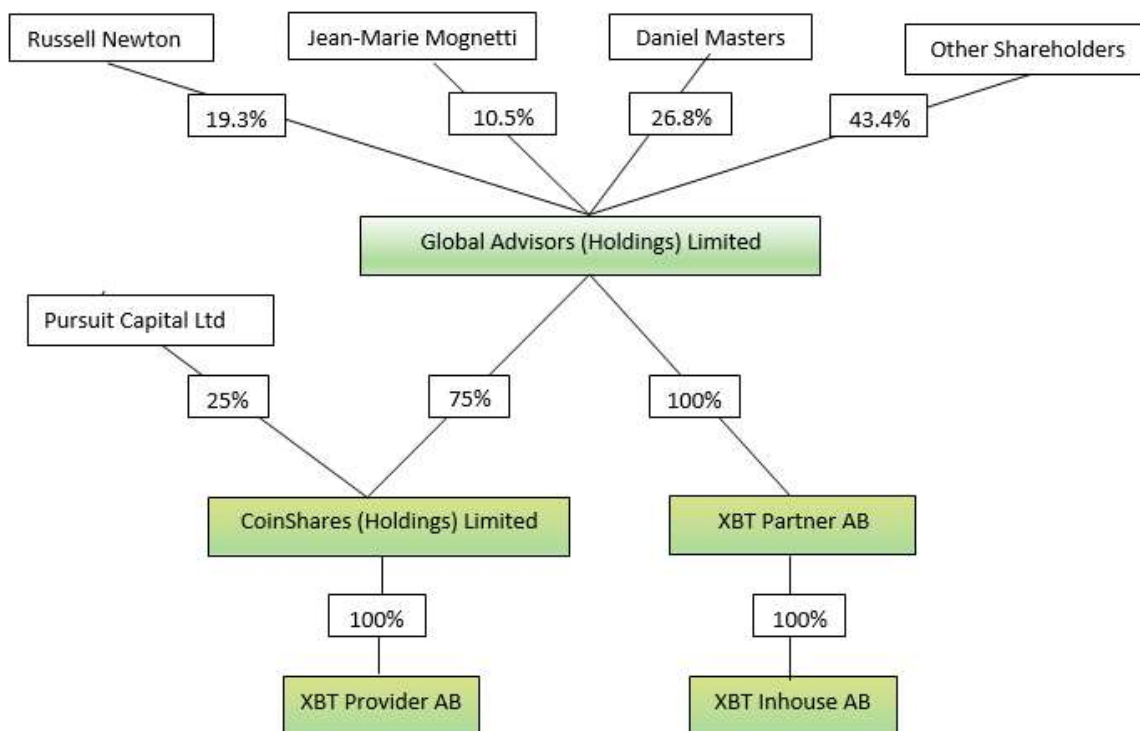 Russell Newton
Jean-Marie Mognetti
Daniel Masters
Other Shareholders
19.3%
10.5%
26.8%
43.4%
Global Advisors (Holdings) Limited
Pursuit Capital Ltd
25%
75%
100%
CoinShares (Holdings) Limited
XBT Partner AB
100%
100%
XBT Provider AB
XBT Inhouse AB